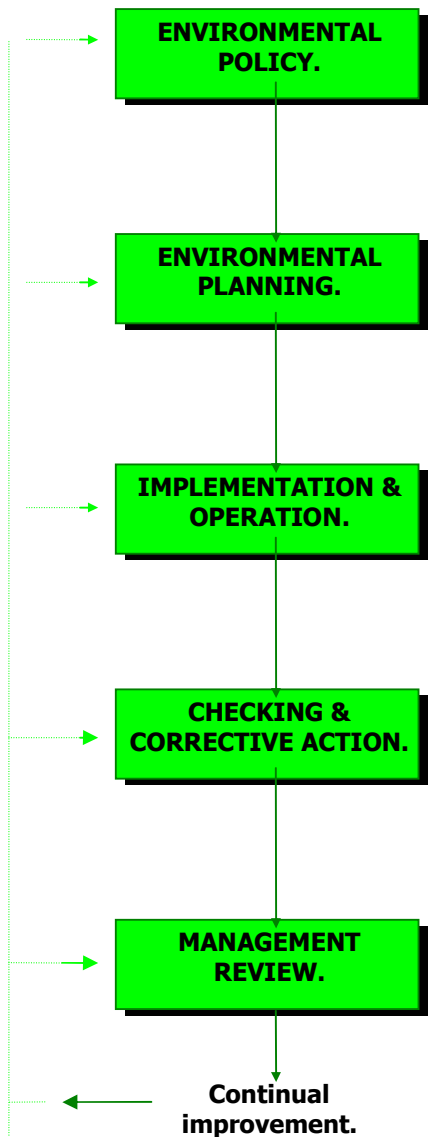 ENVIRONMENTAL
POLICY.
ENVIRONMENTAL
PLANNING.
IMPLEMENTATION &
OPERATION.
CHECKING &
CORRECTIVE ACTION.
MANAGEMENT
REVIEW.
Continual
improvement.